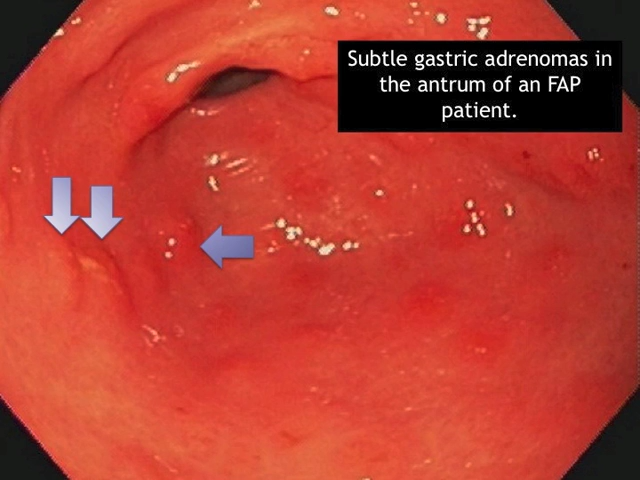 Subtle gastric adrenomas in
the antrum of an FAP
patient.